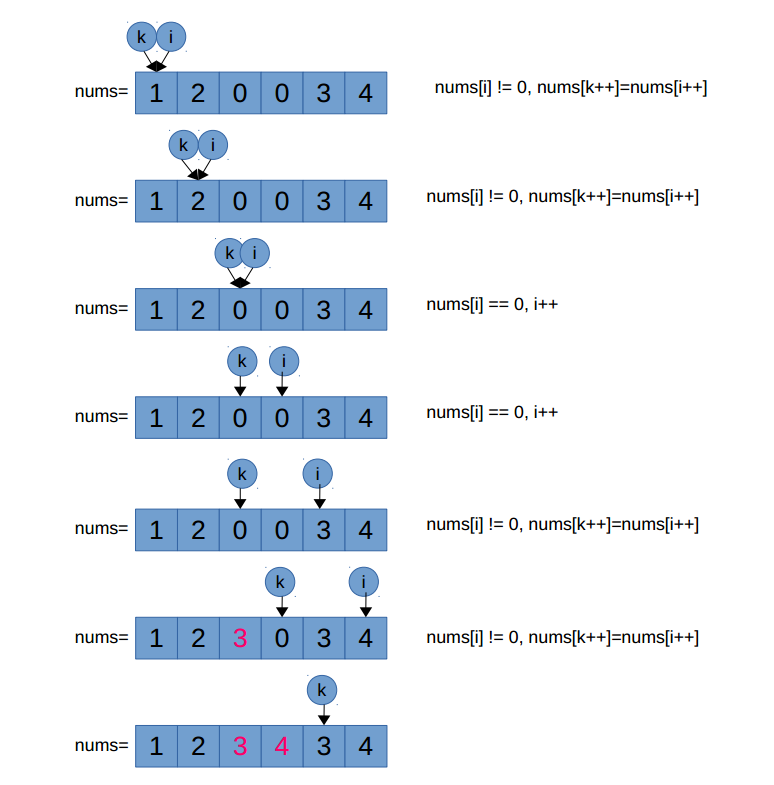 k i
nums= 1 2 0 0 3 4 nums[i] != 0, nums[k++]=nums[i++]
k i
nums= 1 2 0 0 3 4 nums[i] != 0, nums[k++]=nums[i++]
k i
nums= 1 2 0 0 3 4 nums[i] == 0, i++
k i
nums= 1 2 0 0 3 4 nums[i] == 0, i++
k i
nums= 1 2 0 0 3 4 nums[i] != 0, nums[k++]=nums[i++]
k i
nums= 1 2 3 0 3 4 nums[i] != 0, nums[k++]=nums[i++]
k
nums= 1 2 3 4 3 4